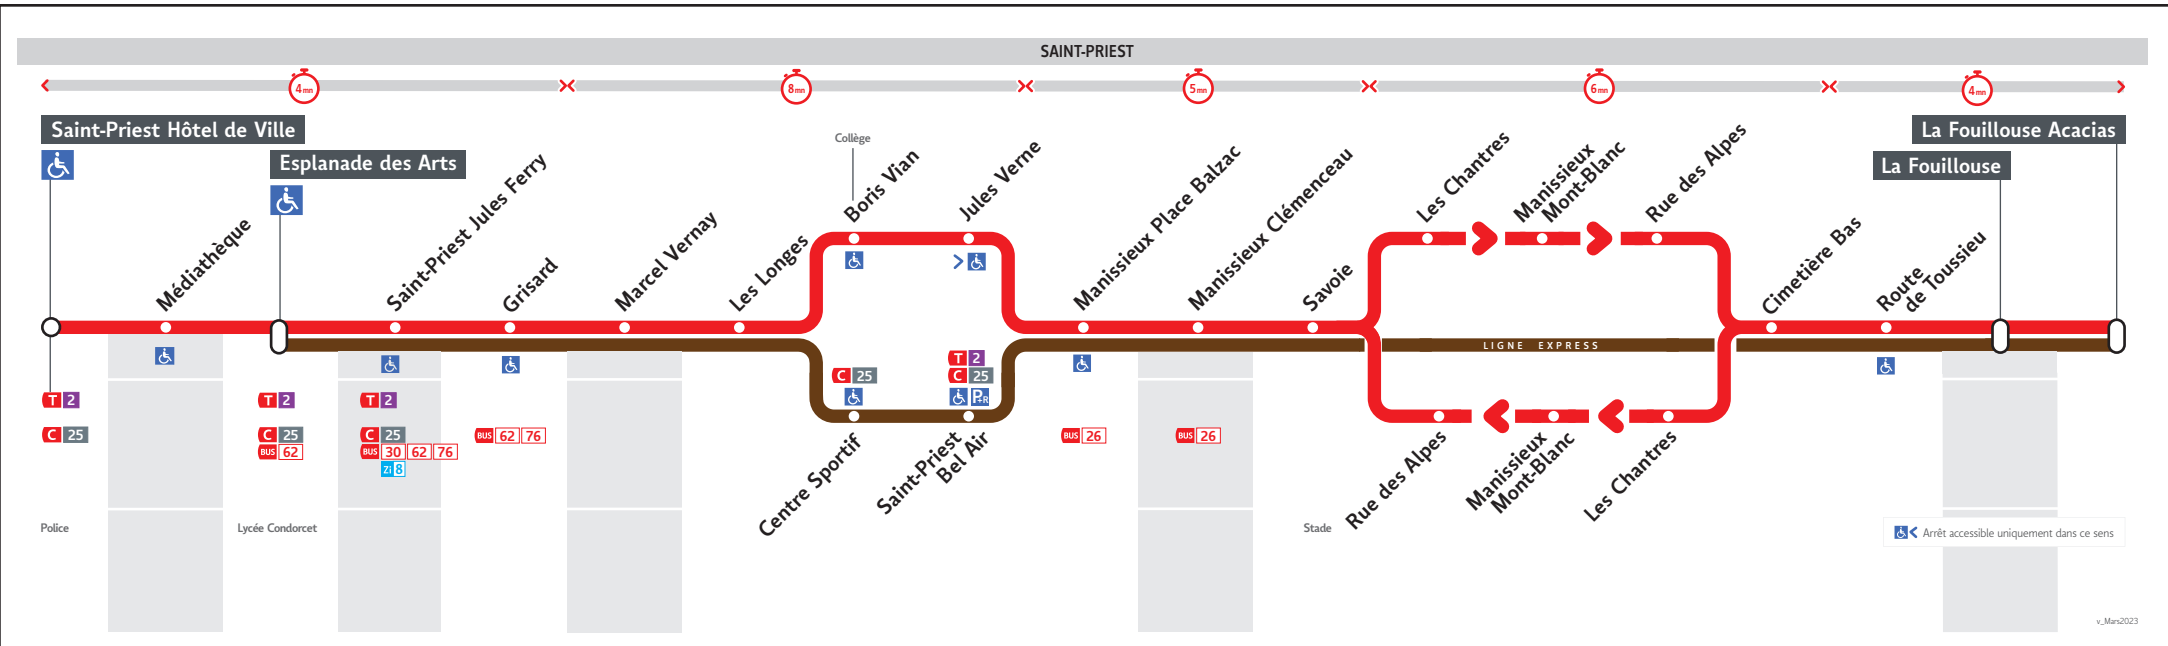 SAINT-PRIEST
4mn
8mn
5mn
6mn
4mn
Saint-Priest Hôtel de Ville
Esplanade des Arts
La Fouillouse Acacias
La Fouillouse
Collège
Médiathèque
Saint-Priest Jules Ferry
Grisard
Marcel Vernay
Les Longes
Boris Vian
Jules Verne
Manissieux Place Balzac
Manissieux Clémenceau
Savoie
Les Chantres
Manissieux
Mont-Blanc
Rue des Alpes
Cimetière Bas
Route
de Toussieu
LIGNE EXPRESS
T 2
C 25
T 2
C 25
BUS 62
T 2
C 25
BUS 30 62 76
Zi 8
BUS 62 76
C 25
T 2
C 25
P+R
BUS 26
BUS 26
Centre Sportif
Saint-Priest
Bel Air
Rue des Alpes
Manissieux
Mont-Blanc
Les Chantres
Police
Lycée Condorcet
Stade
Arrêt accessible uniquement dans ce sens
v_Mars2023